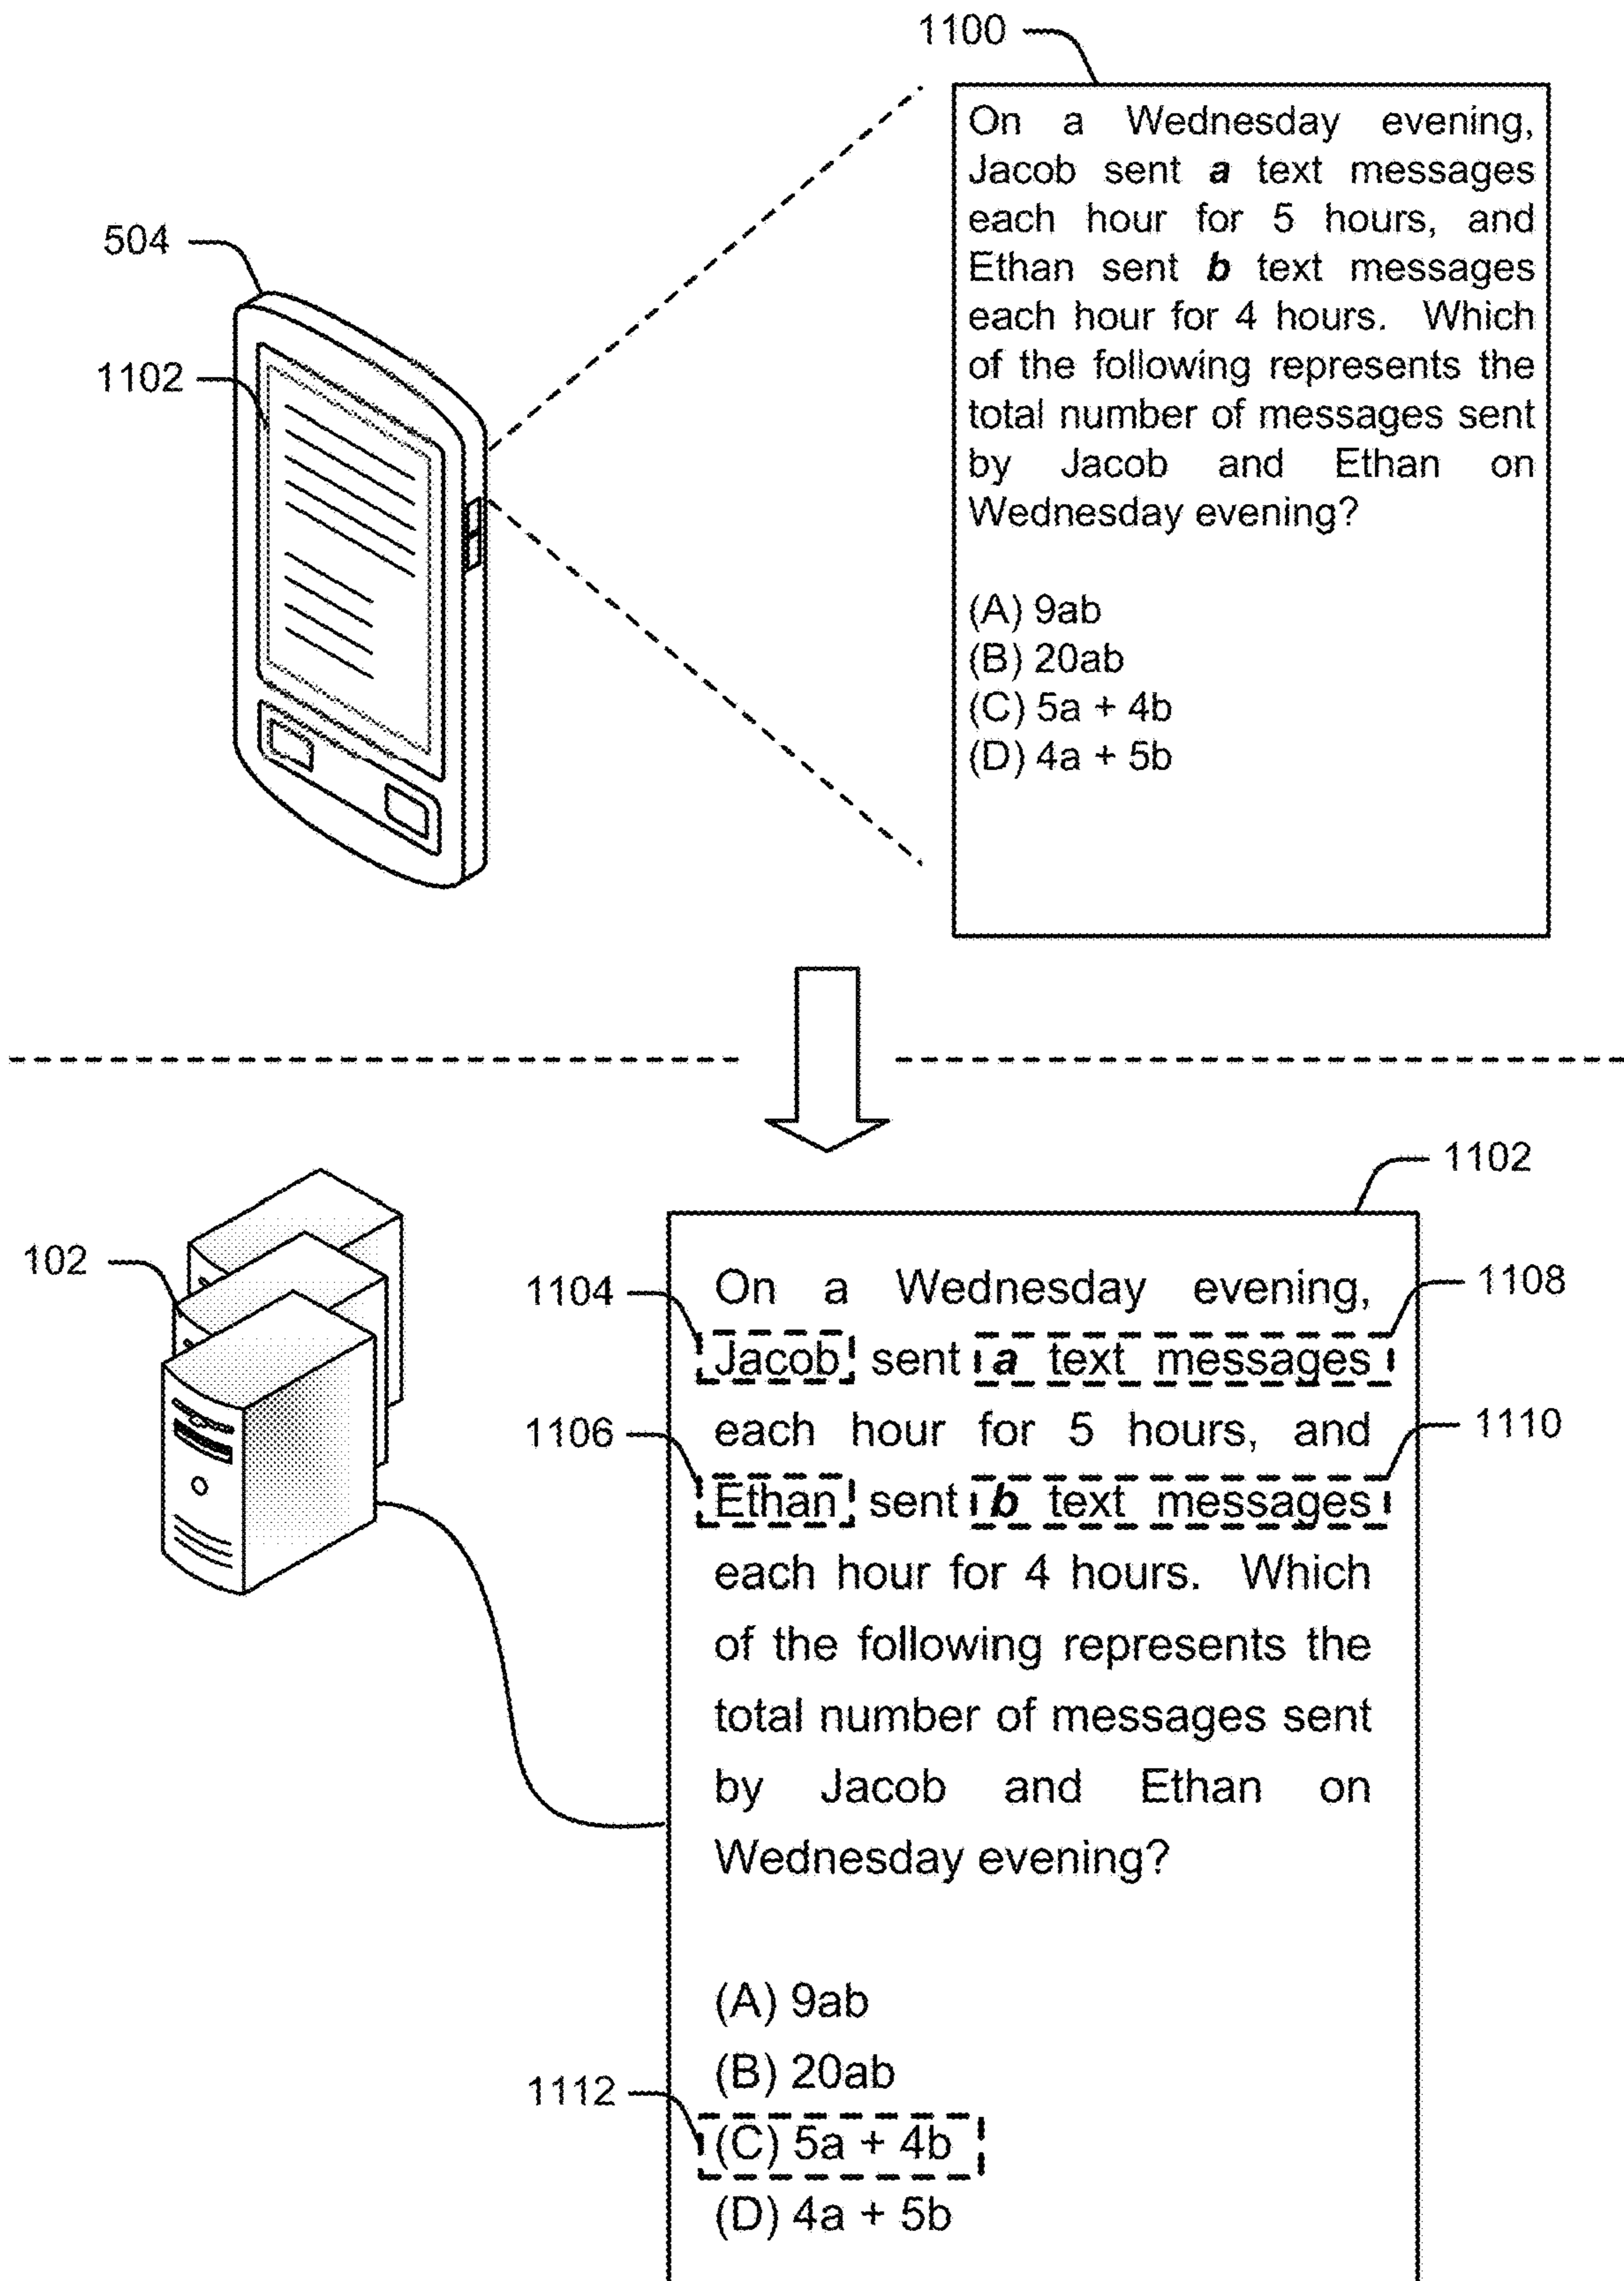 1100
On a Wednesday evening,
Jacob sent a text messages
each hour for 5 hours, and
Ethan sent b text messages
each hour for 4 hours. Which
of the following represents the
total number of messages sent
by Jacob and Ethan on
Wednesday evening?
(A) 9ab
(B) 20ab
(C) 5a + 4b
(D) 4a + 5b
504
1102
1102
102
1104
1108
On a Wednesday evening,
Jacob sent a text messages
1106
1110
each hour for 5 hours, and
Ethan sent b text messages
each hour for 4 hours. Which
of the following represents the
total number of messages sent
by Jacob and Ethan on
Wednesday evening?
(A) 9ab
(B) 20ab
1112
(C) 5a + 4b
(D) 4a + 5b